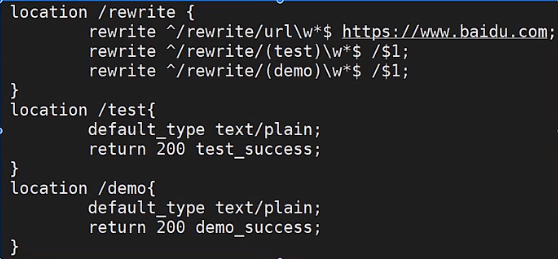 location /rewrite {
rewrite ^/rewrite/url\w*$ https://www.baidu.com;
rewrite ^/rewrite/(test)\w*$ /$1;
rewrite ^/rewrite/(demo)\w*$ /$1;
}
location /test{
default_type text/plain;
return 200 test_success;
}
location /demo{
default_type text/plain;
return 200 demo_success;
}